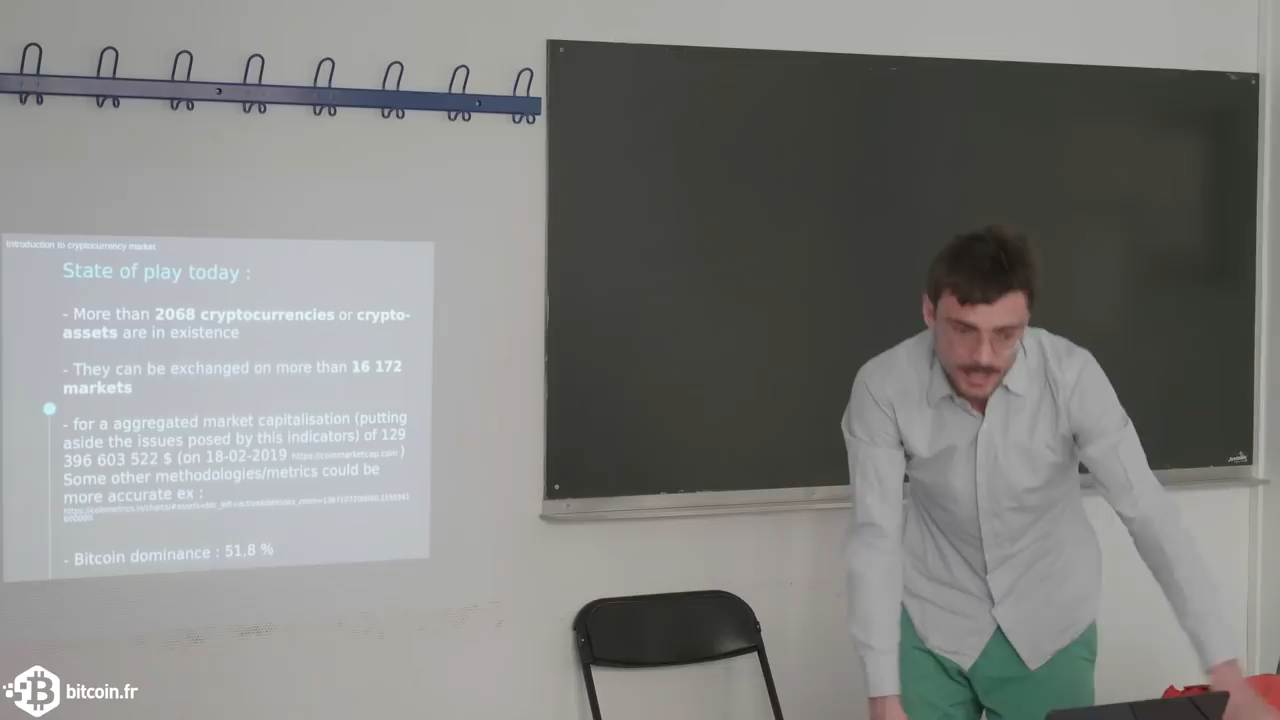 Introduction to cryptocurrency market
State of play today :
- More than 2068 cryptocurrencies or crypto-
assets are in existence
- They can be exchanged on more than 16 172
markets
- for a aggregated market capitalisation (putting
aside the issues posed by this indicators) of 129
396 603 522 $ (on 18-02-2019 https://coinmarketcap.com )
Some other methodologies/metrics could be
more accurate ex :
- Bitcoin dominance : 51,8 %
bitcoin.fr